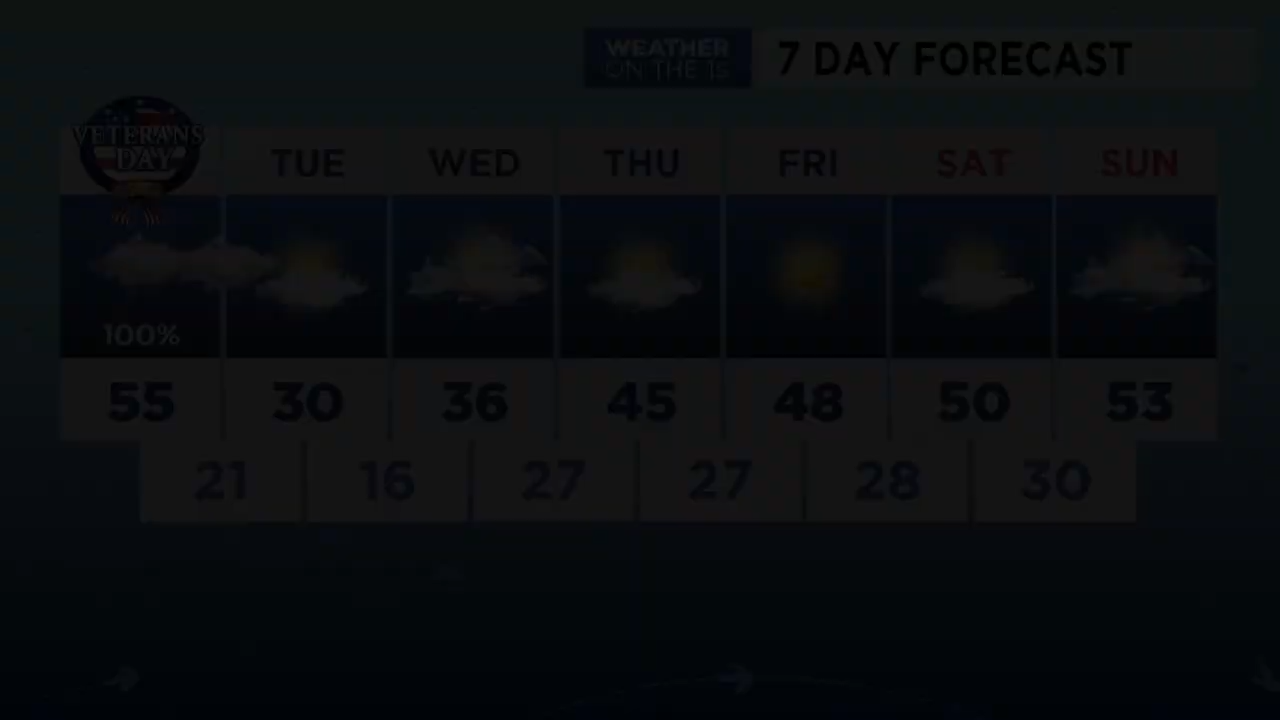 WEATHER
ON THE 1s
7 DAY FORECAST
VETERANS
DAY
TUE
WED
THU
FRI
SAT
SUN
100%
55
30
36
45
48
50
53
21
16
27
27
28
30